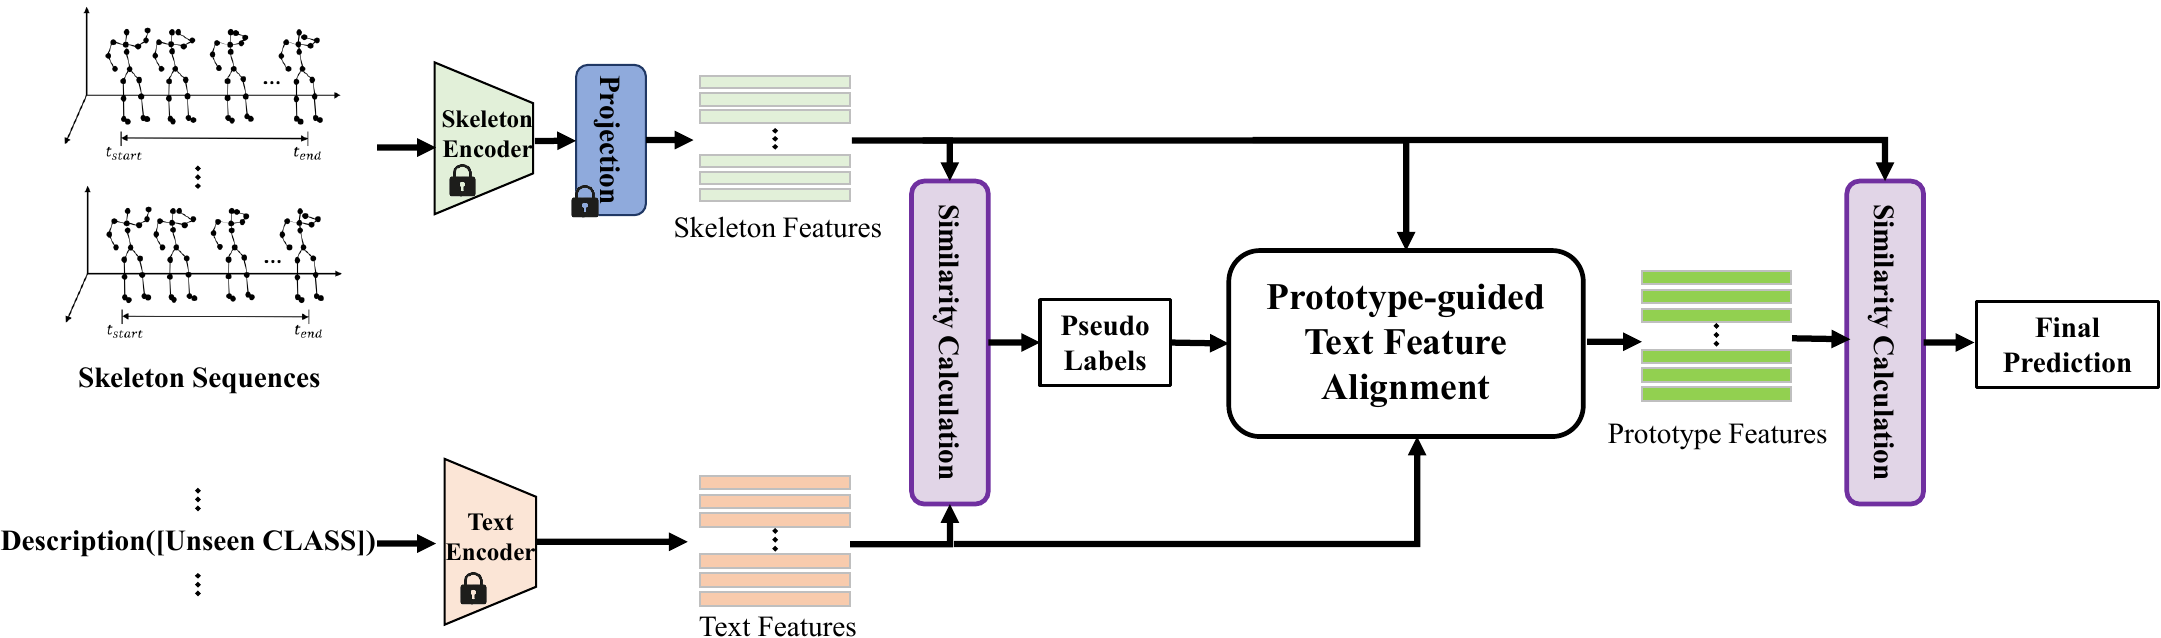 t_start
t_end
t_start
t_end
Skeleton Sequences
Skeleton
Encoder
Projection
Skeleton Features
Description([Unseen CLASS])
Text
Encoder
Text Features
Similarity Calculation
Pseudo
Labels
Prototype-guided
Text Feature
Alignment
Prototype Features
Similarity Calculation
Final
Prediction